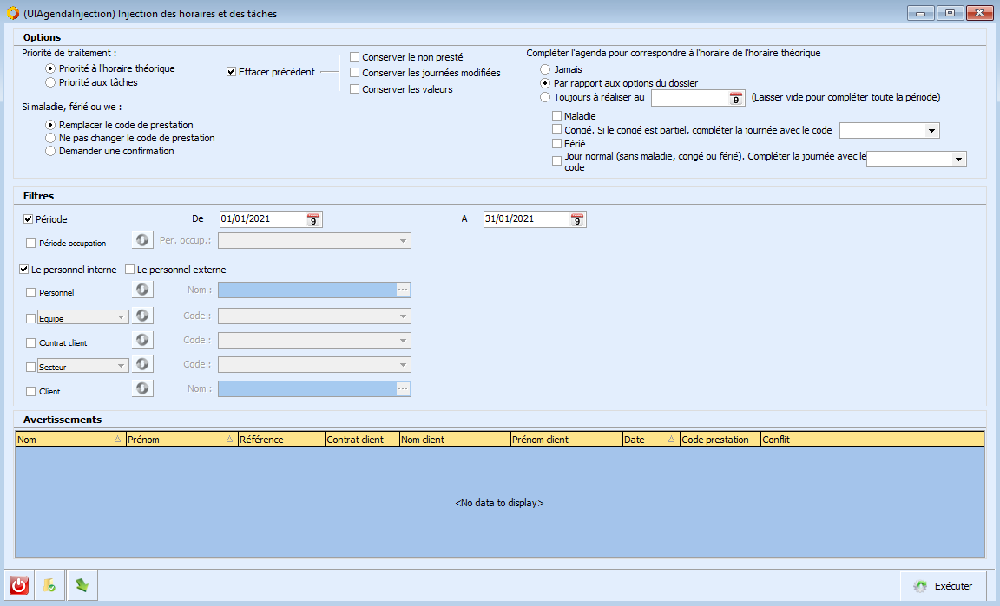 (UIAgendaInjection) Injection des horaires et des tâches
Options
Priorité de traitement :
Priorité à l'horaire théorique
Priorité aux tâches
Effacer précédent
Conserver le non presté
Conserver les journées modifiées
Conserver les valeurs
Si maladie, férié ou we :
Remplacer le code de prestation
Ne pas changer le code de prestation
Demander une confirmation
Compléter l'agenda pour correspondre à l'horaire de l'horaire théorique
Jamais
Par rapport aux options du dossier
Toujours à réaliser au 9 (Laisser vide pour compléter toute la période)
Maladie
Congé. Si le congé est partiel, compléter la journée avec le code
Férié
Jour normal (sans maladie, congé ou férié). Compléter la journée avec le
code
Filtres
Période De 01/01/2021 9 A 31/01/2021 9
Période occupation Per. occup.:
Le personnel interne Le personnel externe
Personnel Nom : ...
Equipe Code :
Contrat client Code :
Secteur Code :
Client Nom : ...
Avertissements
Nom Prénom Référence Contrat client Nom client Prénom client Date Code prestation Conflit
<No data to display>
Exécuter